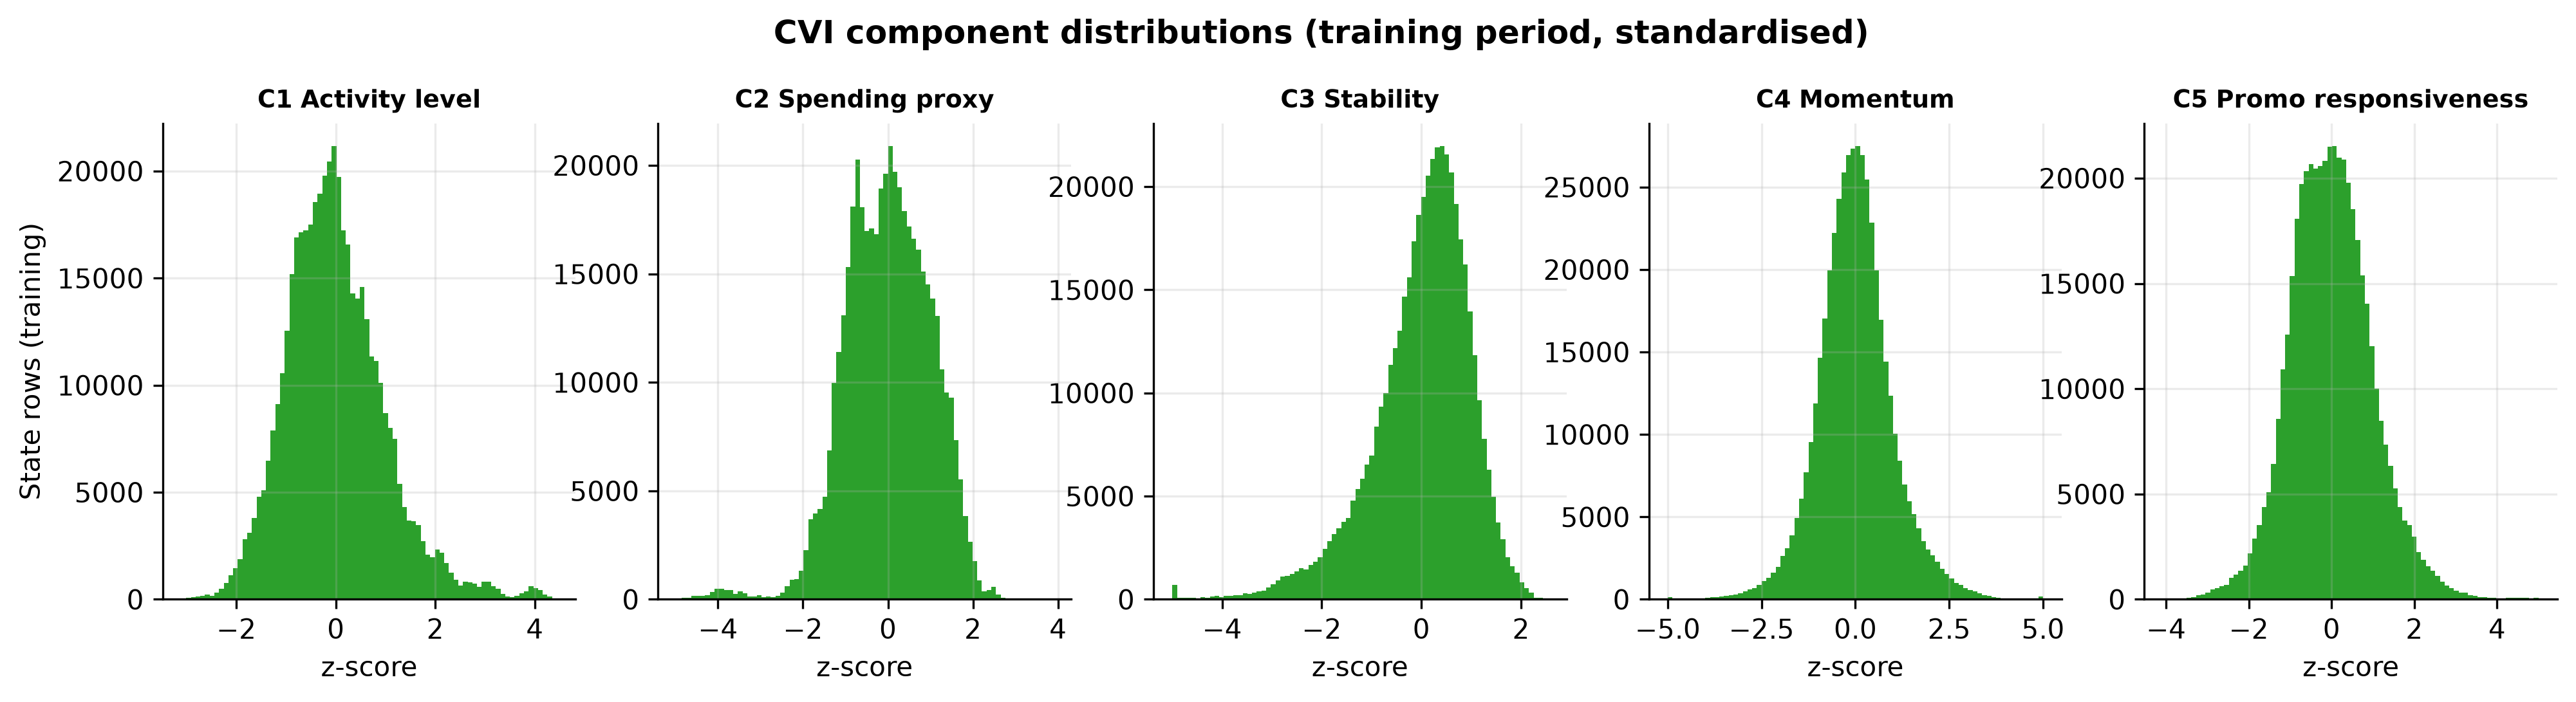 CVI component distributions (training period, standardised)
C1 Activity level
State rows (training)
20000
15000
10000
5000
0
−2 0 2 4
z-score
C2 Spending proxy
20000
15000
10000
5000
0
−4 −2 0 2 4
z-score
C3 Stability
20000
15000
10000
5000
0
−4 −2 0 2
z-score
C4 Momentum
25000
20000
15000
10000
5000
0
−5.0 −2.5 0.0 2.5 5.0
z-score
C5 Promo responsiveness
20000
15000
10000
5000
0
−4 −2 0 2 4
z-score